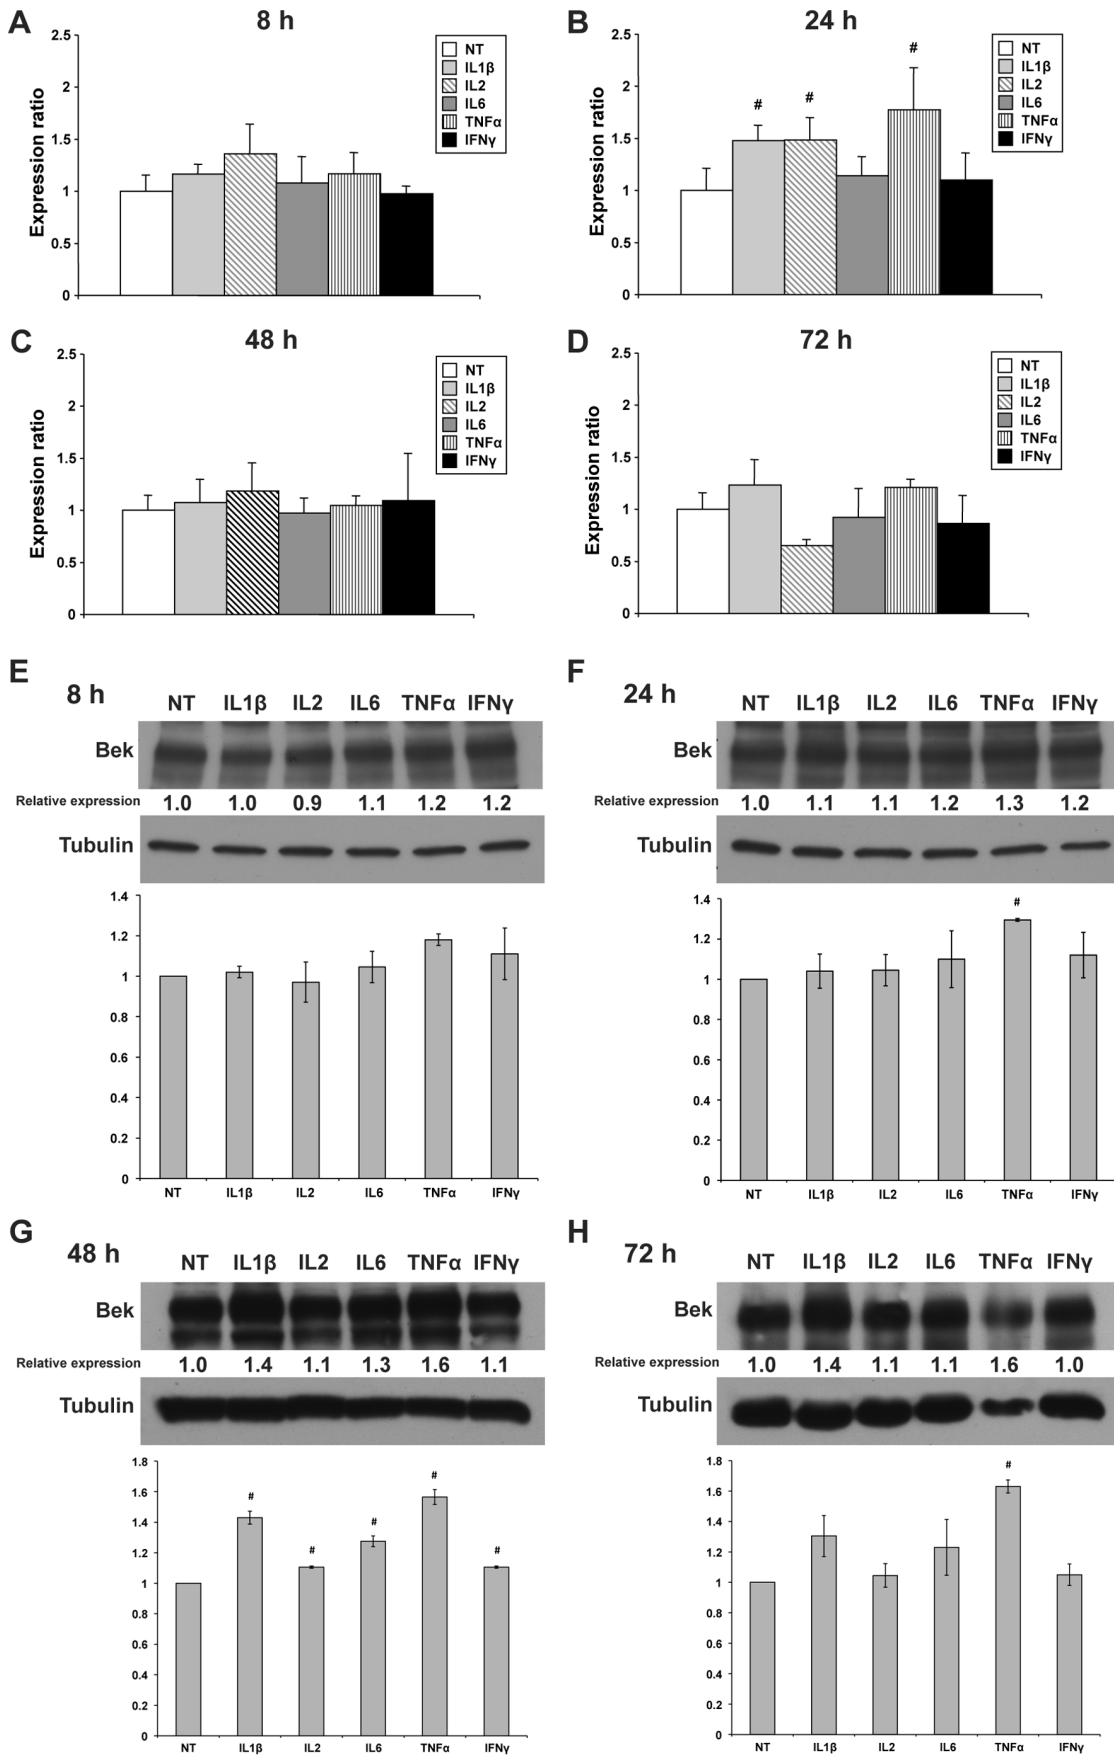 A 8 h
2.5
2
1.5
1
0.5
0
Expression ratio
NT
IL1β
IL2
IL6
TNFα
IFNγ
B 24 h
2.5
2
1.5
1
0.5
0
Expression ratio
# # #
NT
IL1β
IL2
IL6
TNFα
IFNγ
C 48 h
2.5
2
1.5
1
0.5
0
Expression ratio
NT
IL1β
IL2
IL6
TNFα
IFNγ
D 72 h
2.5
2
1.5
1
0.5
0
Expression ratio
NT
IL1β
IL2
IL6
TNFα
IFNγ
E 8 h
NT IL1β IL2 IL6 TNFα IFNγ
Bek
Relative expression 1.0 1.0 0.9 1.1 1.2 1.2
Tubulin
1.4
1.2
1
0.8
0.6
0.4
0.2
0
NT IL1β IL2 IL6 TNFα IFNγ
F 24 h
NT IL1β IL2 IL6 TNFα IFNγ
Bek
Relative expression 1.0 1.1 1.1 1.2 1.3 1.2
Tubulin
1.4
1.2
1
0.8
0.6
0.4
0.2
0
#
NT IL1β IL2 IL6 TNFα IFNγ
G 48 h
NT IL1β IL2 IL6 TNFα IFNγ
Bek
Relative expression 1.0 1.4 1.1 1.3 1.6 1.1
Tubulin
1.8
1.6
1.4
1.2
1
0.8
0.6
0.4
0.2
0
# # # # #
NT IL1β IL2 IL6 TNFα IFNγ
H 72 h
NT IL1β IL2 IL6 TNFα IFNγ
Bek
Relative expression 1.0 1.4 1.1 1.1 1.6 1.0
Tubulin
1.8
1.6
1.4
1.2
1
0.8
0.6
0.4
0.2
0
#
NT IL1β IL2 IL6 TNFα IFNγ